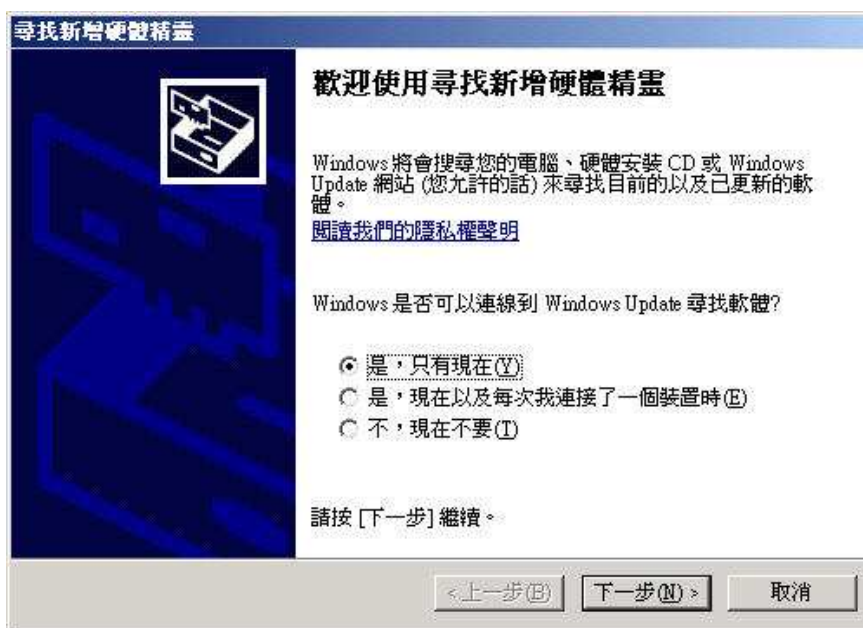 尋找新增硬體精靈
歡迎使用尋找新增硬體精靈
Windows 將會搜尋您的電腦、硬體安裝 CD 或 Windows
Update 網站 (您允許的話) 來尋找目前的以及已更新的軟
體。
閱讀我們的隱私權聲明
Windows 是否可以連線到 Windows Update 尋找軟體?
是，只有現在(Y)
是，現在以及每次我連接了一個裝置時(E)
不，現在不要(T)
請按 [下一步] 繼續。
<上一步(B) 下一步(N)> 取消